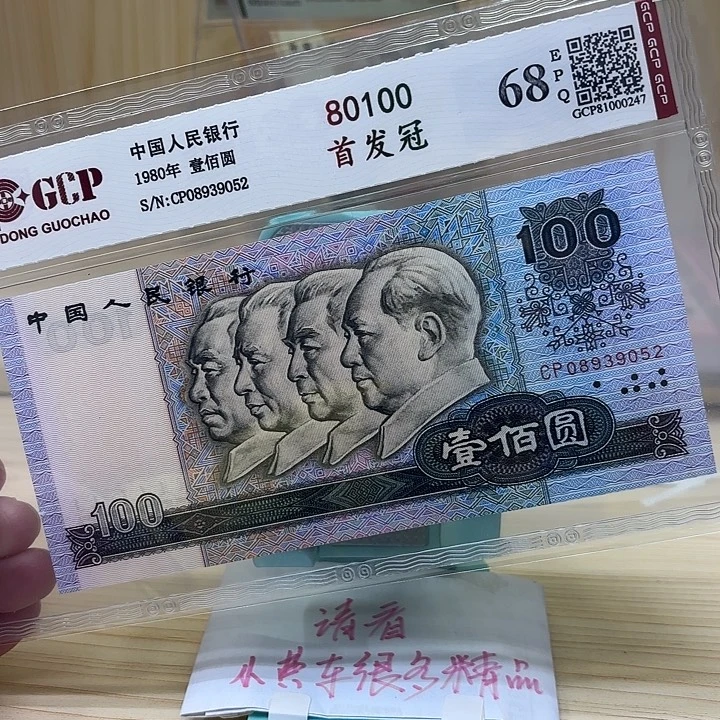 GCP
DONG GUOCHAO
中国人民银行
1980年 壹佰圆
S/N:CP08939052
80100
首发冠
68
EPQ
GCP81000247
GCP GCP GCP
中国人民银行
100
CP08939052
壹佰圆
100
请看
小黄车很多精品